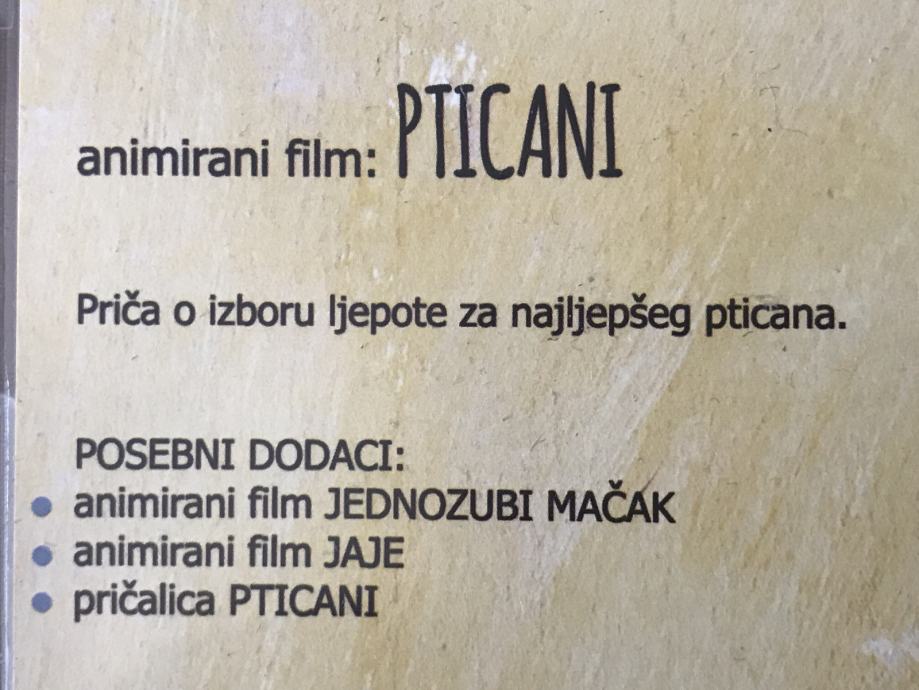 animirani film: PTICANI
Priča o izboru ljepote za najljepšeg pticana.
POSEBNI DODACI:
• animirani film JEDNOZUBI MAČAK
• animirani film JAJE
• pričalica PTICANI